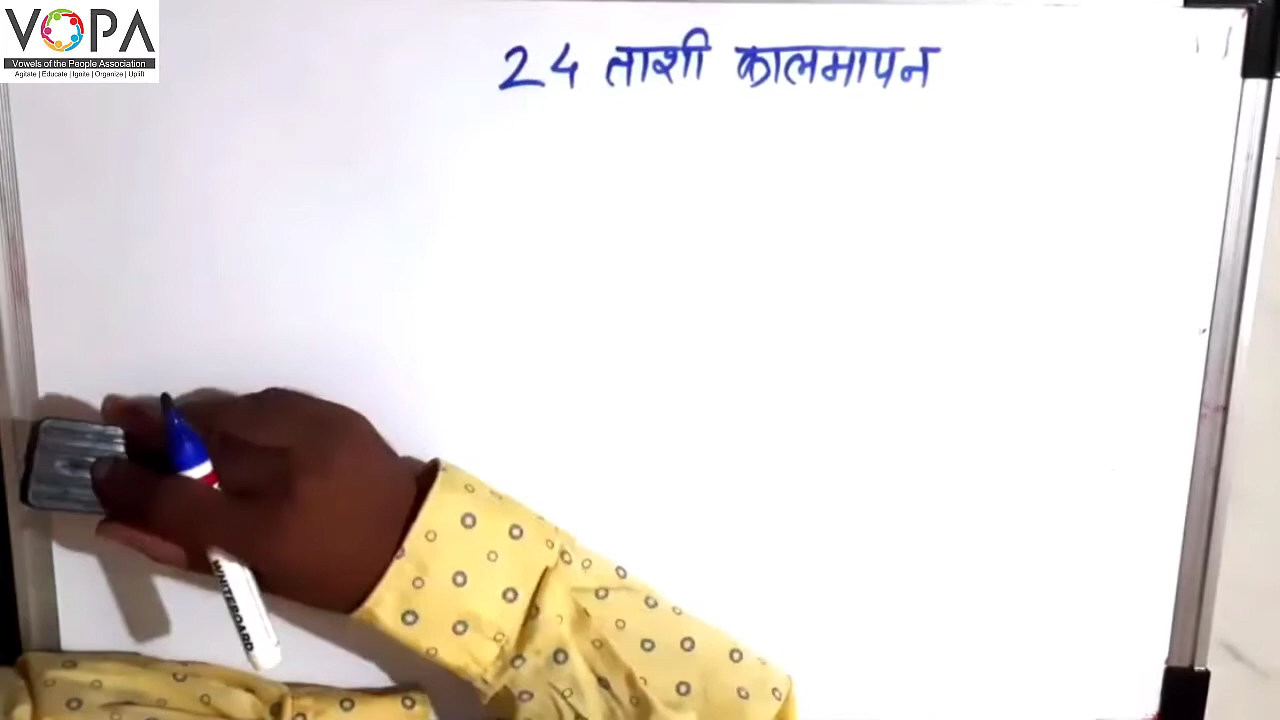 VOPA
Vowels of the People Association
Agitate | Educate | Ignite | Organize | Uplift
24 ताशी कालमापन
WHITEBOARD